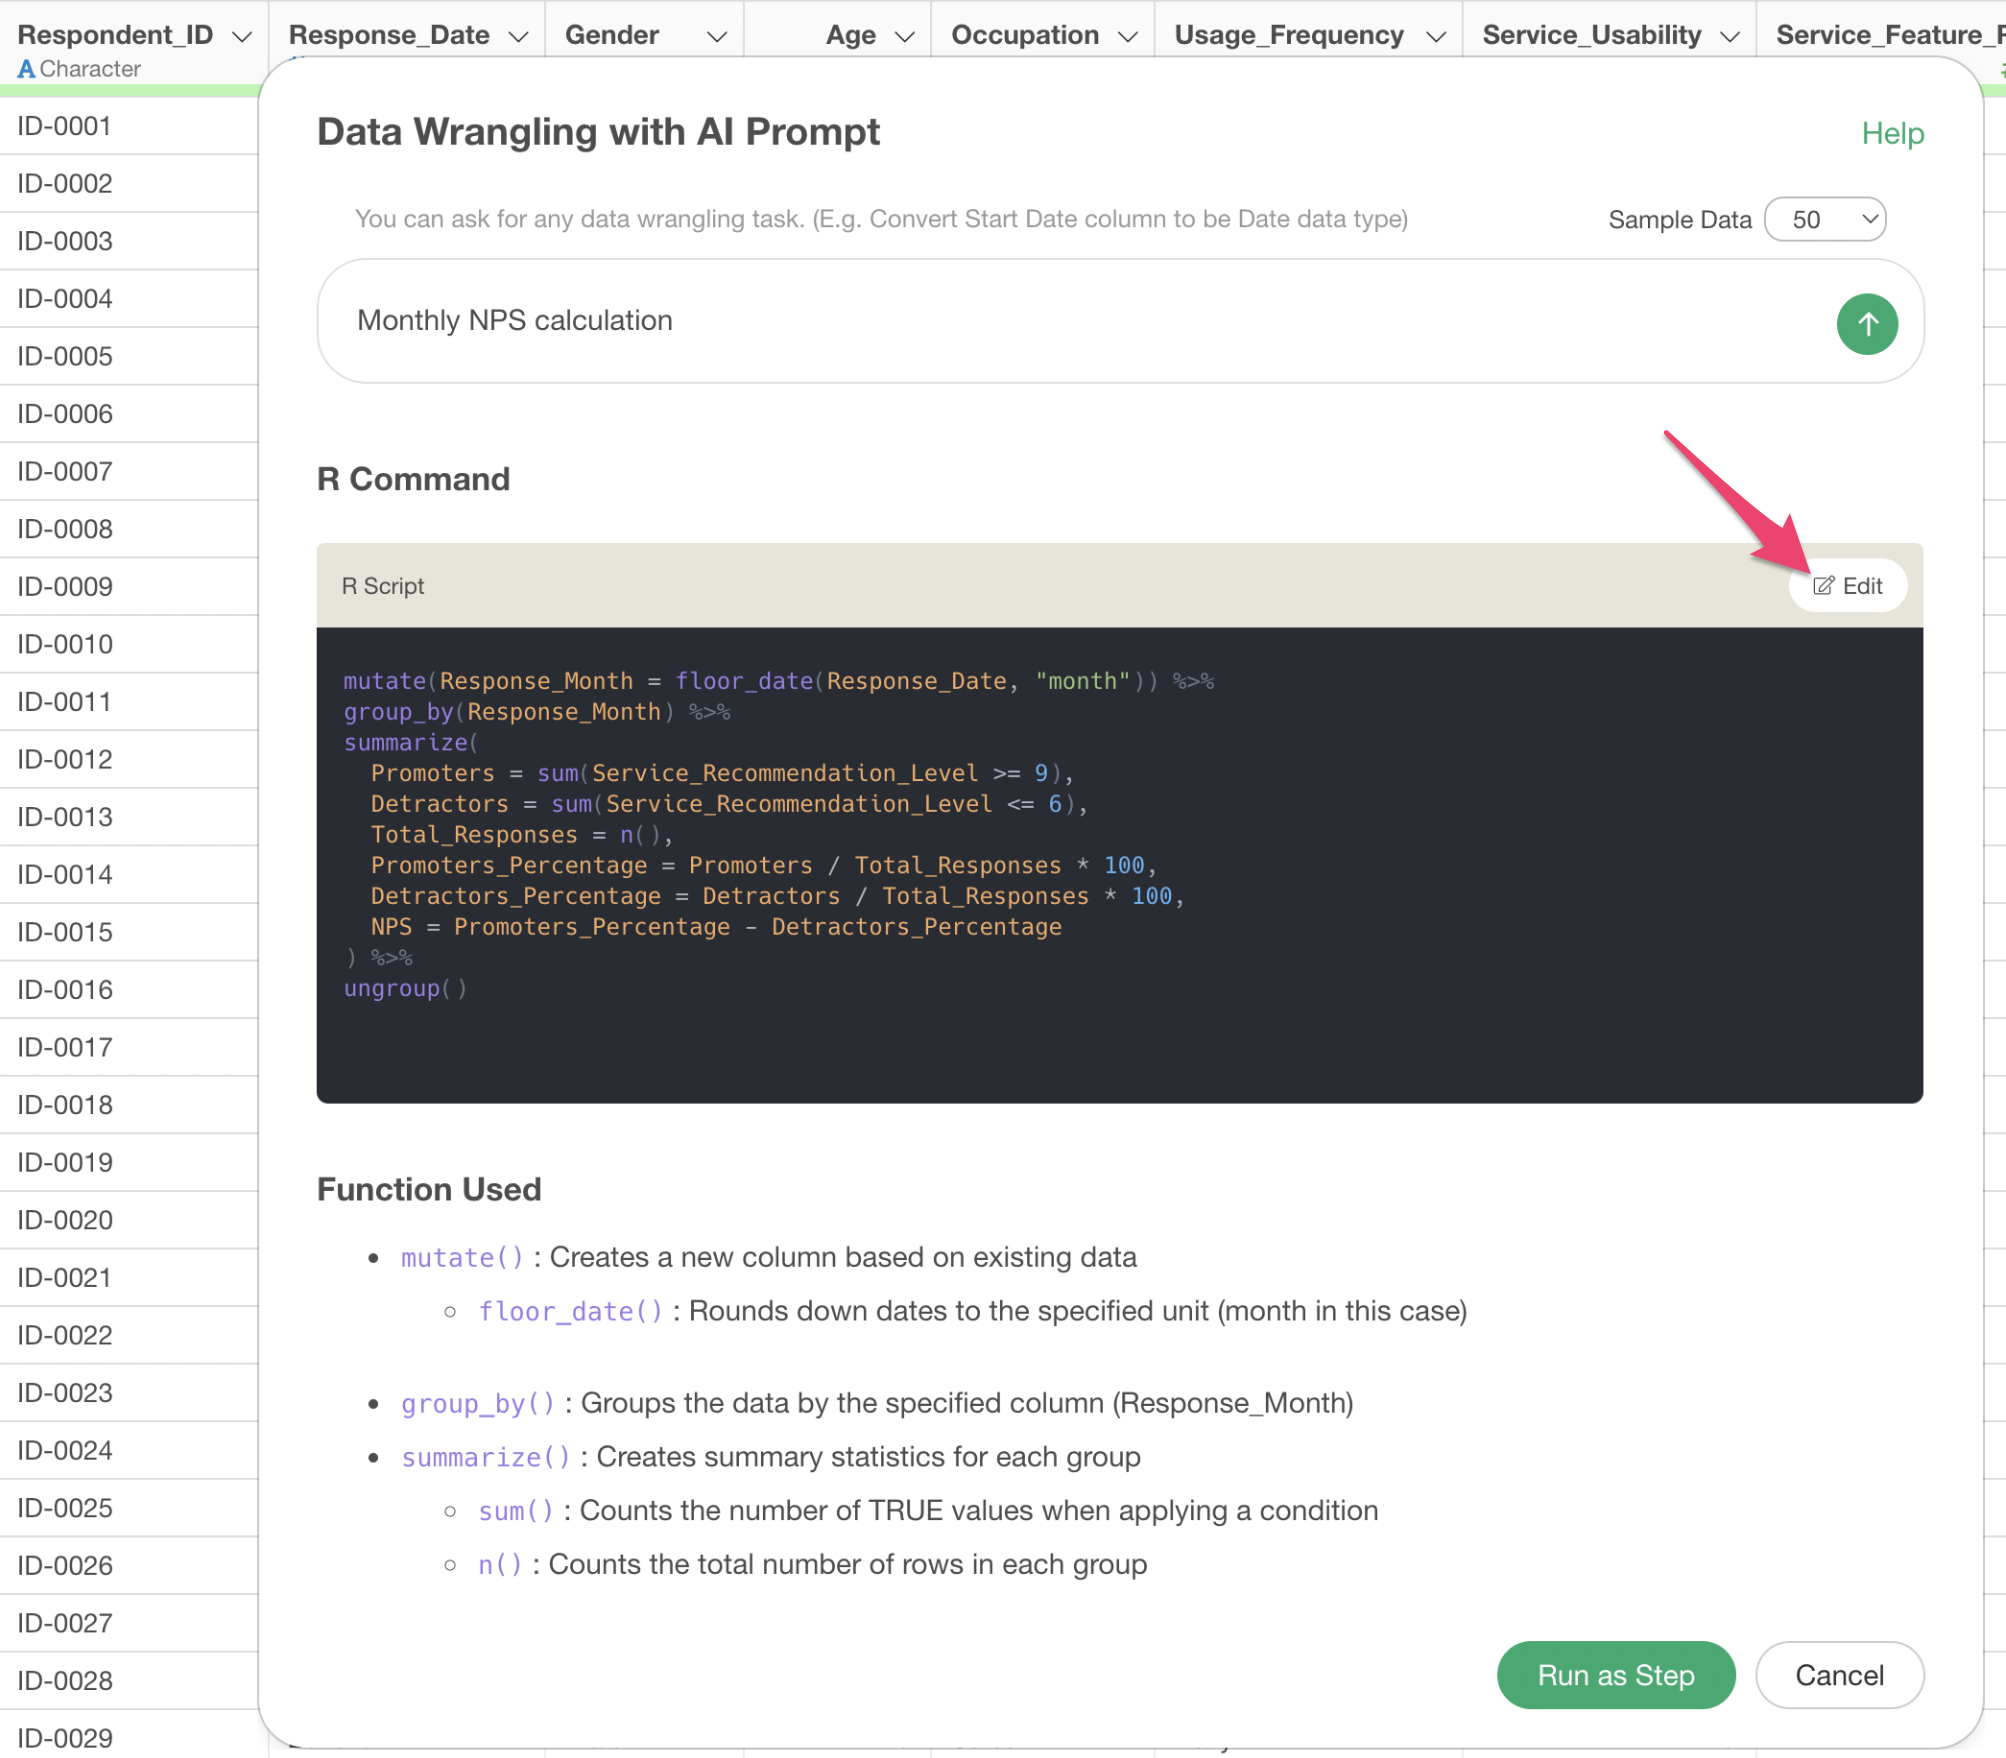 Respondent_ID Response_Date Gender Age Occupation Usage_Frequency Service_Usability Service_Feature_
A Character
Data Wrangling with AI Prompt
Help
You can ask for any data wrangling task. (E.g. Convert Start Date column to be Date data type)
Sample Data 50
Monthly NPS calculation
R Command
R Script
Edit
mutate(Response_Month = floor_date(Response_Date, "month")) %>%
group_by(Response_Month) %>%
summarize(
Promoters = sum(Service_Recommendation_Level >= 9),
Detractors = sum(Service_Recommendation_Level <= 6),
Total_Responses = n(),
Promoters_Percentage = Promoters / Total_Responses * 100,
Detractors_Percentage = Detractors / Total_Responses * 100,
NPS = Promoters_Percentage - Detractors_Percentage
) %>%
ungroup()
Function Used
mutate() : Creates a new column based on existing data
floor_date() : Rounds down dates to the specified unit (month in this case)
group_by() : Groups the data by the specified column (Response_Month)
summarize() : Creates summary statistics for each group
sum() : Counts the number of TRUE values when applying a condition
n() : Counts the total number of rows in each group
Run as Step
Cancel
ID-0001
ID-0002
ID-0003
ID-0004
ID-0005
ID-0006
ID-0007
ID-0008
ID-0009
ID-0010
ID-0011
ID-0012
ID-0013
ID-0014
ID-0015
ID-0016
ID-0017
ID-0018
ID-0019
ID-0020
ID-0021
ID-0022
ID-0023
ID-0024
ID-0025
ID-0026
ID-0027
ID-0028
ID-0029